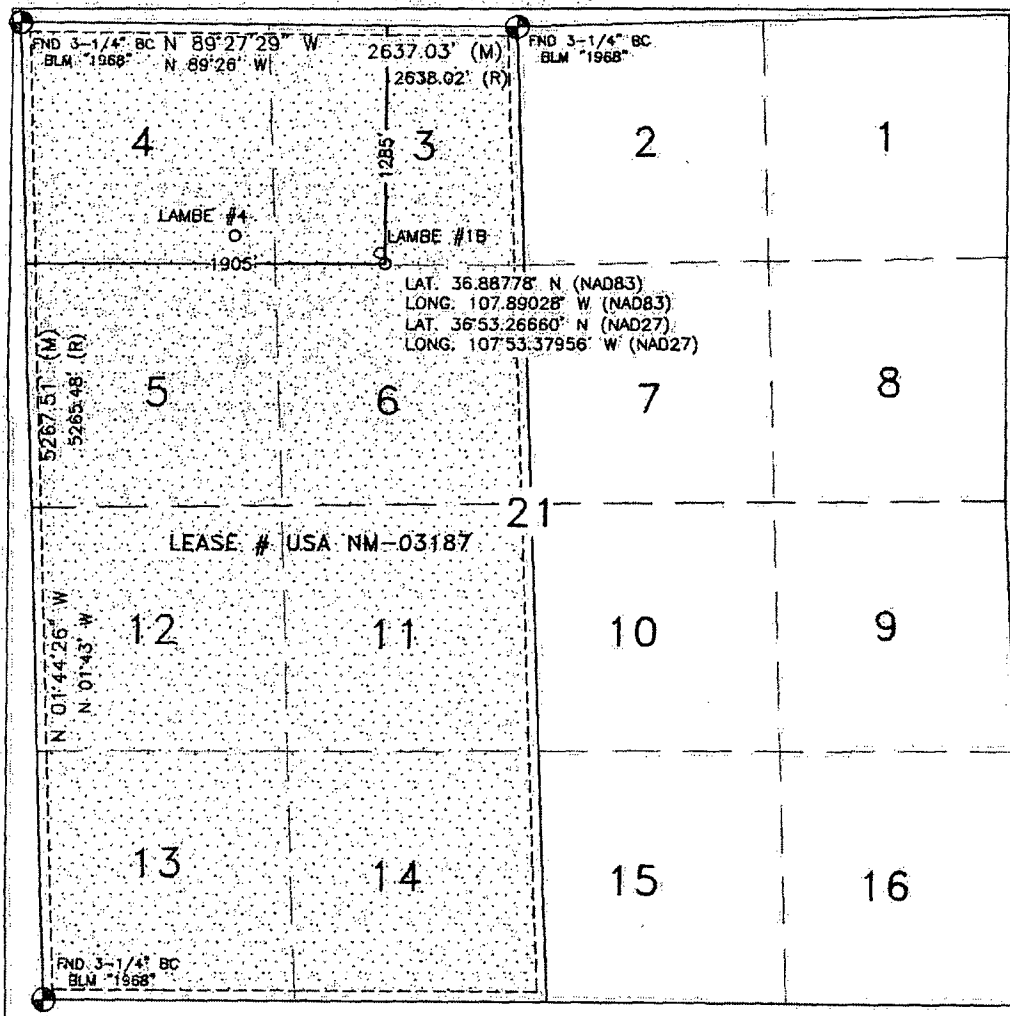 FND 3-1/4" BC
BLM "1968"
N 89°27'29" W
N 89°26' W
2637.03' (M)
2638.02' (R)
FND 3-1/4" BC
BLM "1968"
4
3
2
1
1285'
LAMBE #4
LAMBE #1B
1905'
LAT. 36.88778° N (NAD83)
LONG. 107.89028° W (NAD83)
LAT. 36°53.26660' N (NAD27)
LONG. 107°53.37956' W (NAD27)
5267.51' (M)
5265.48' (R)
5
6
7
8
21
LEASE # USA NM-03187
N 01°44'26" W
N 01°43' W
12
11
10
9
13
14
15
16
FND 3-1/4" BC
BLM "1968"